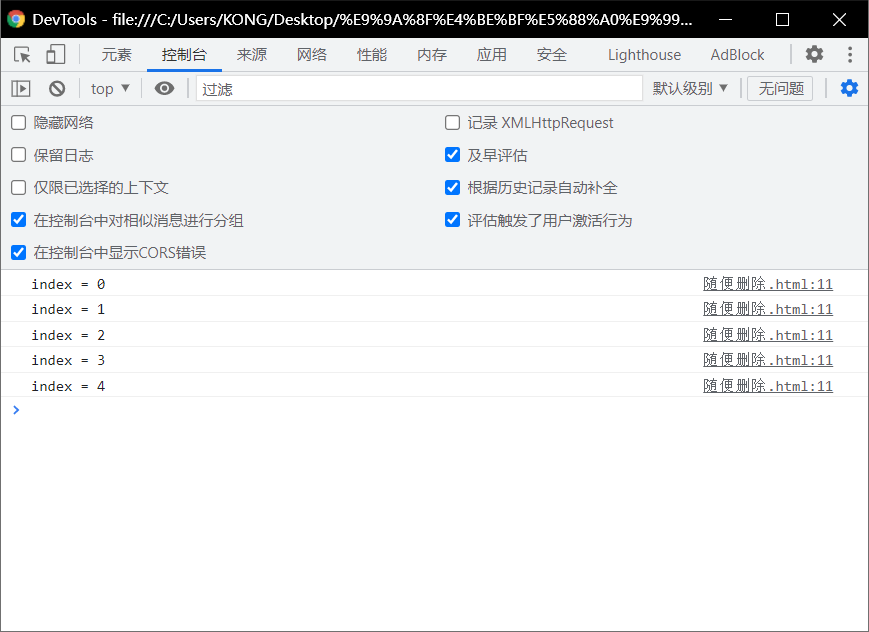 DevTools - file:///C:/Users/KONG/Desktop/%E9%9A%8F%E4%BE%BF%E5%88%A0%E9%99...
元素 控制台 来源 网络 性能 内存 应用 安全 Lighthouse AdBlock
top 过滤 默认级别 无问题
隐藏网络 记录 XMLHttpRequest
保留日志 及早评估
仅限已选择的上下文 根据历史记录自动补全
在控制台中对相似消息进行分组 评估触发了用户激活行为
在控制台中显示CORS错误
index = 0 随便删除.html:11
index = 1 随便删除.html:11
index = 2 随便删除.html:11
index = 3 随便删除.html:11
index = 4 随便删除.html:11